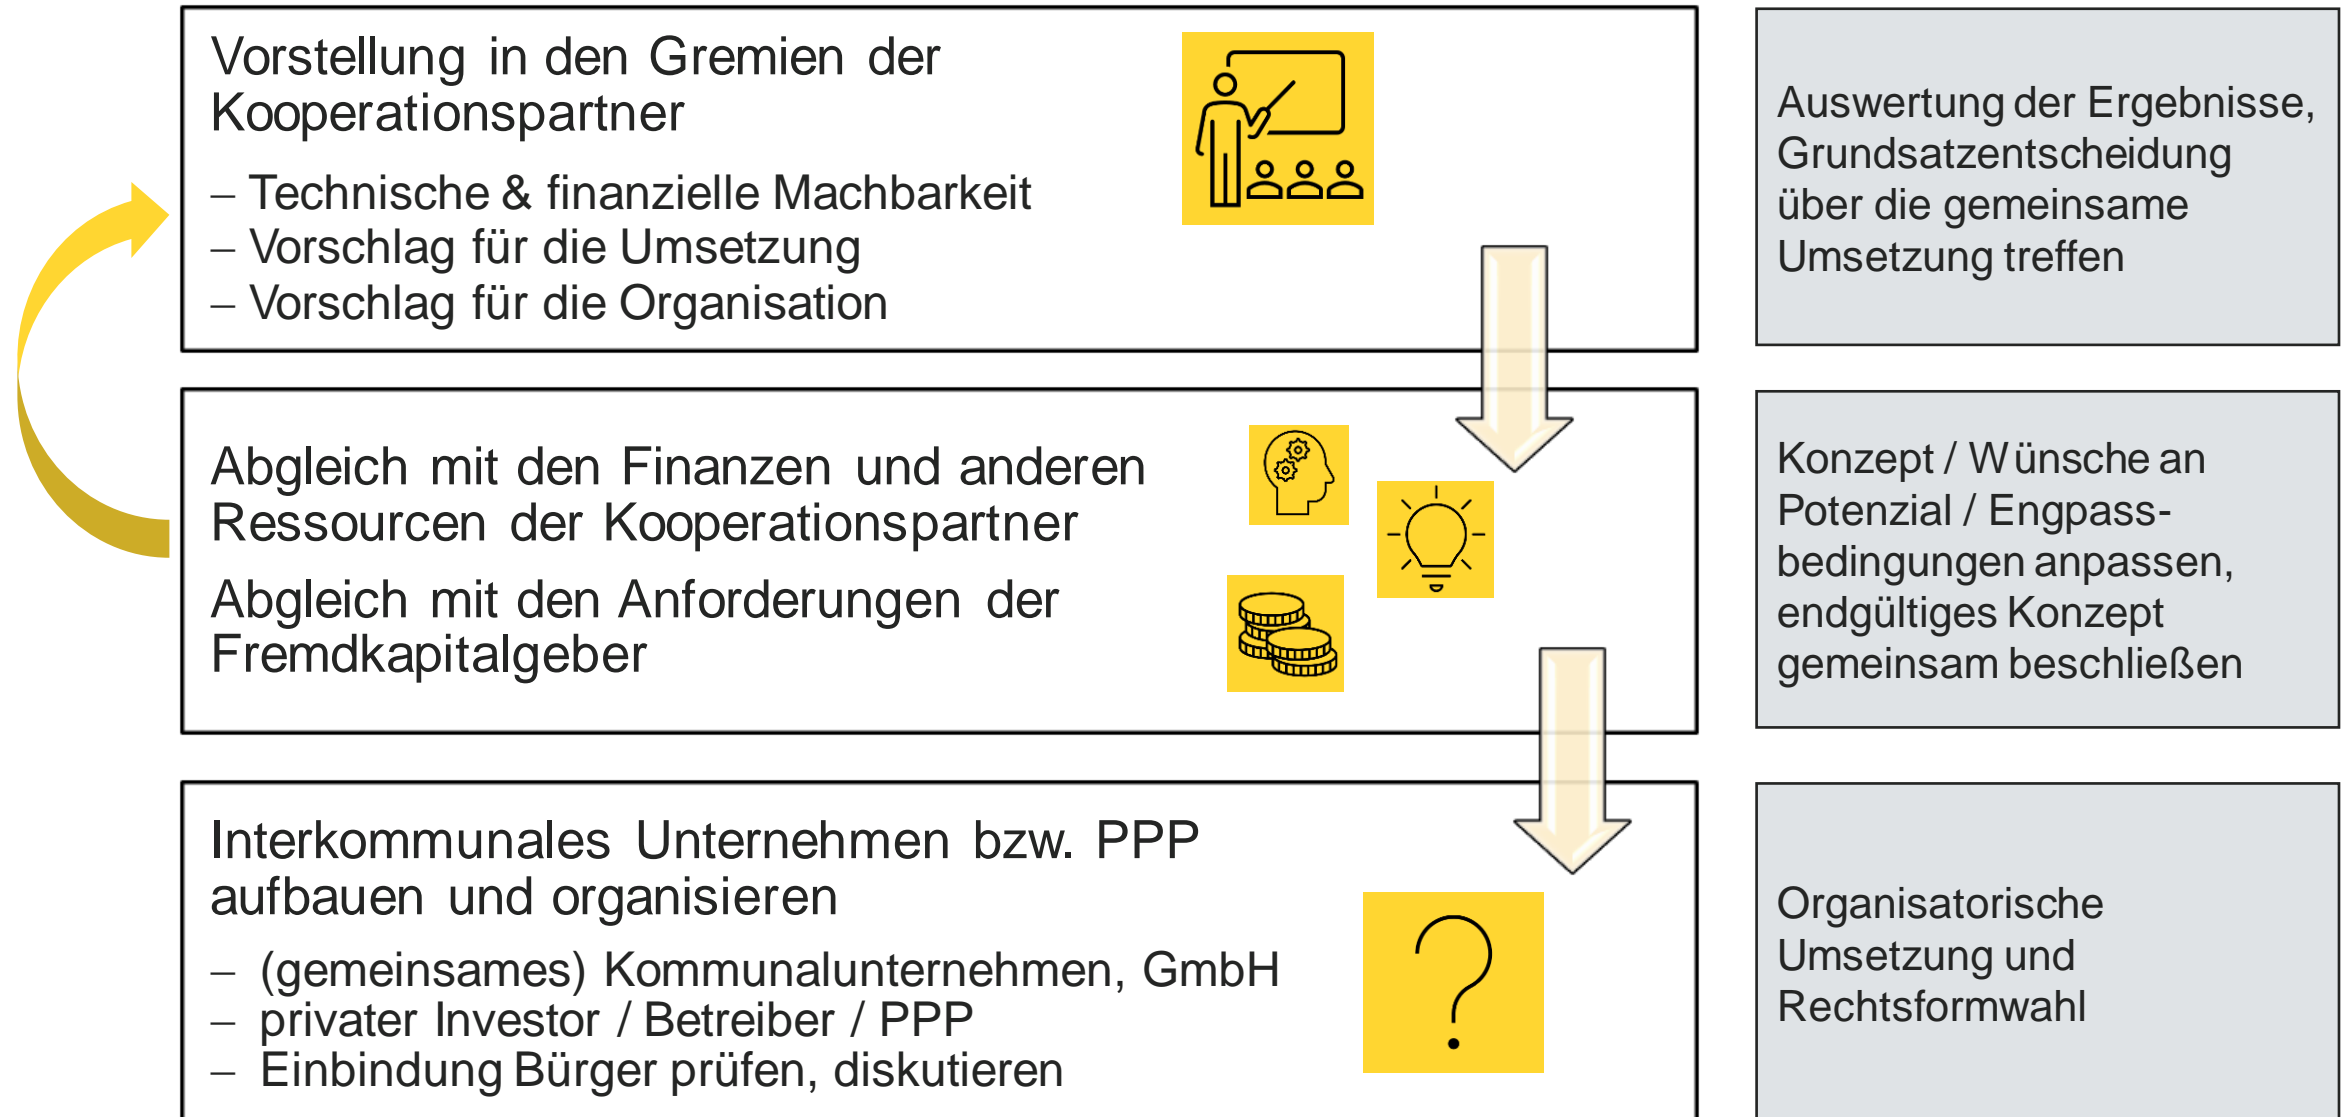 Vorstellung in den Gremien der
Kooperationspartner
– Technische & finanzielle Machbarkeit
– Vorschlag für die Umsetzung
– Vorschlag für die Organisation
Auswertung der Ergebnisse,
Grundsatzentscheidung
über die gemeinsame
Umsetzung treffen
Abgleich mit den Finanzen und anderen
Ressourcen der Kooperationspartner
Abgleich mit den Anforderungen der
Fremdkapitalgeber
Konzept / Wünsche an
Potenzial / Engpass-
bedingungen anpassen,
endgültiges Konzept
gemeinsam beschließen
Interkommunales Unternehmen bzw. PPP
aufbauen und organisieren
– (gemeinsames) Kommunalunternehmen, GmbH
– privater Investor / Betreiber / PPP
– Einbindung Bürger prüfen, diskutieren
?
Organisatorische
Umsetzung und
Rechtsformwahl